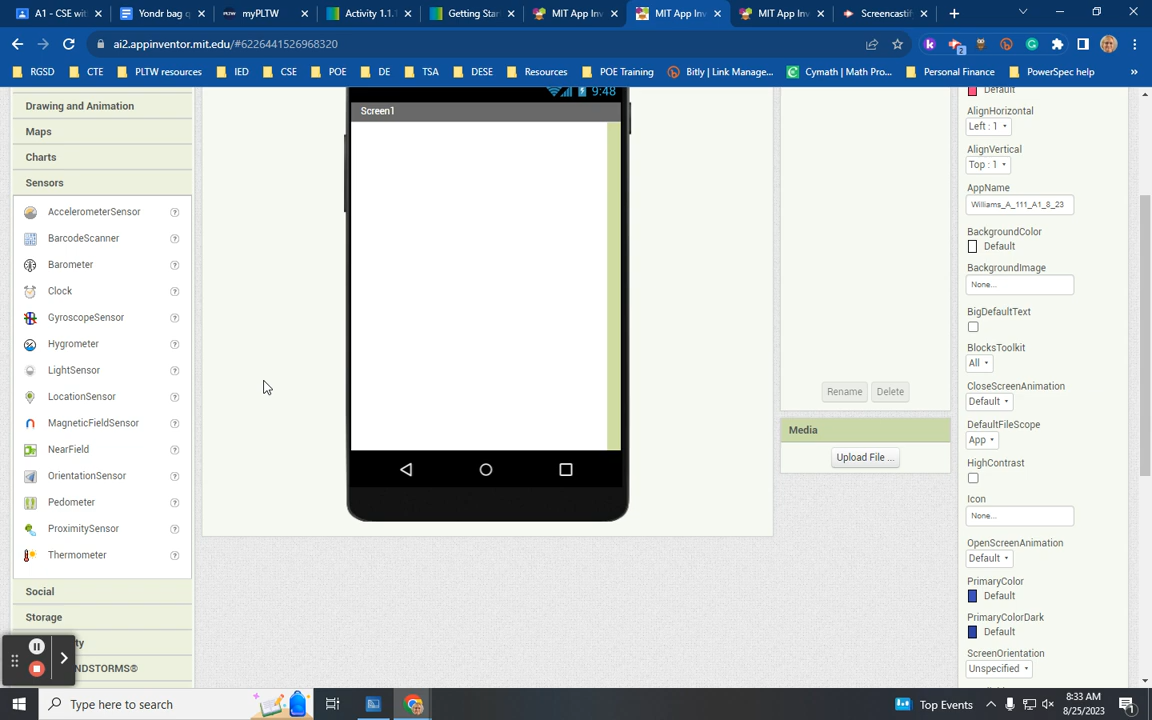 A1 - CSE wit
Yondr bag q
myPLTW
Activity 1.1.1
Getting Star
MIT App Inv
MIT App Inv
MIT App Inv
Screencastif
ai2.appinventor.mit.edu/#6226441526968320
RGSD
CTE
PLTW resources
IED
CSE
POE
DE
TSA
DESE
Resources
POE Training
Bitly | Link Manage...
Cymath | Math Pro...
Personal Finance
PowerSpec help
Drawing and Animation
Maps
Charts
Sensors
AccelerometerSensor
BarcodeScanner
Barometer
Clock
GyroscopeSensor
Hygrometer
LightSensor
LocationSensor
MagneticFieldSensor
NearField
OrientationSensor
Pedometer
ProximitySensor
Thermometer
Social
Storage
NDSTORMS®
9:48
Screen1
Rename
Delete
Media
Upload File ...
Default
AlignHorizontal
Left : 1
AlignVertical
Top : 1
AppName
Williams_A_111_A1_8_23
BackgroundColor
Default
BackgroundImage
None...
BigDefaultText
BlocksToolkit
All
CloseScreenAnimation
Default
DefaultFileScope
App
HighContrast
Icon
None...
OpenScreenAnimation
Default
PrimaryColor
Default
PrimaryColorDark
Default
ScreenOrientation
Unspecified
Type here to search
Top Events
8:33 AM
8/25/2023